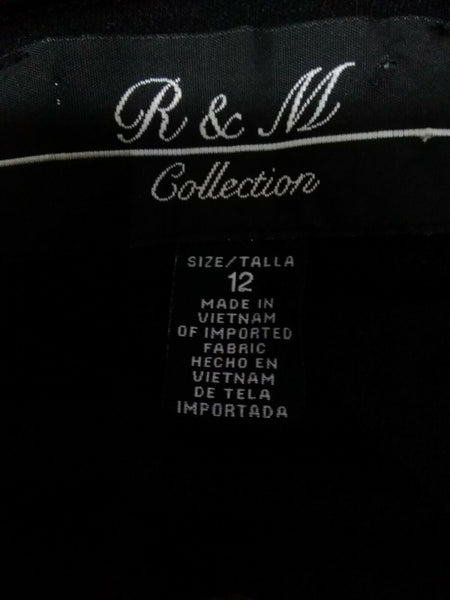 R & M
Collection
SIZE/TALLA
12
MADE IN
VIETNAM
OF IMPORTED
FABRIC
HECHO EN
VIETNAM
DE TELA
IMPORTADA